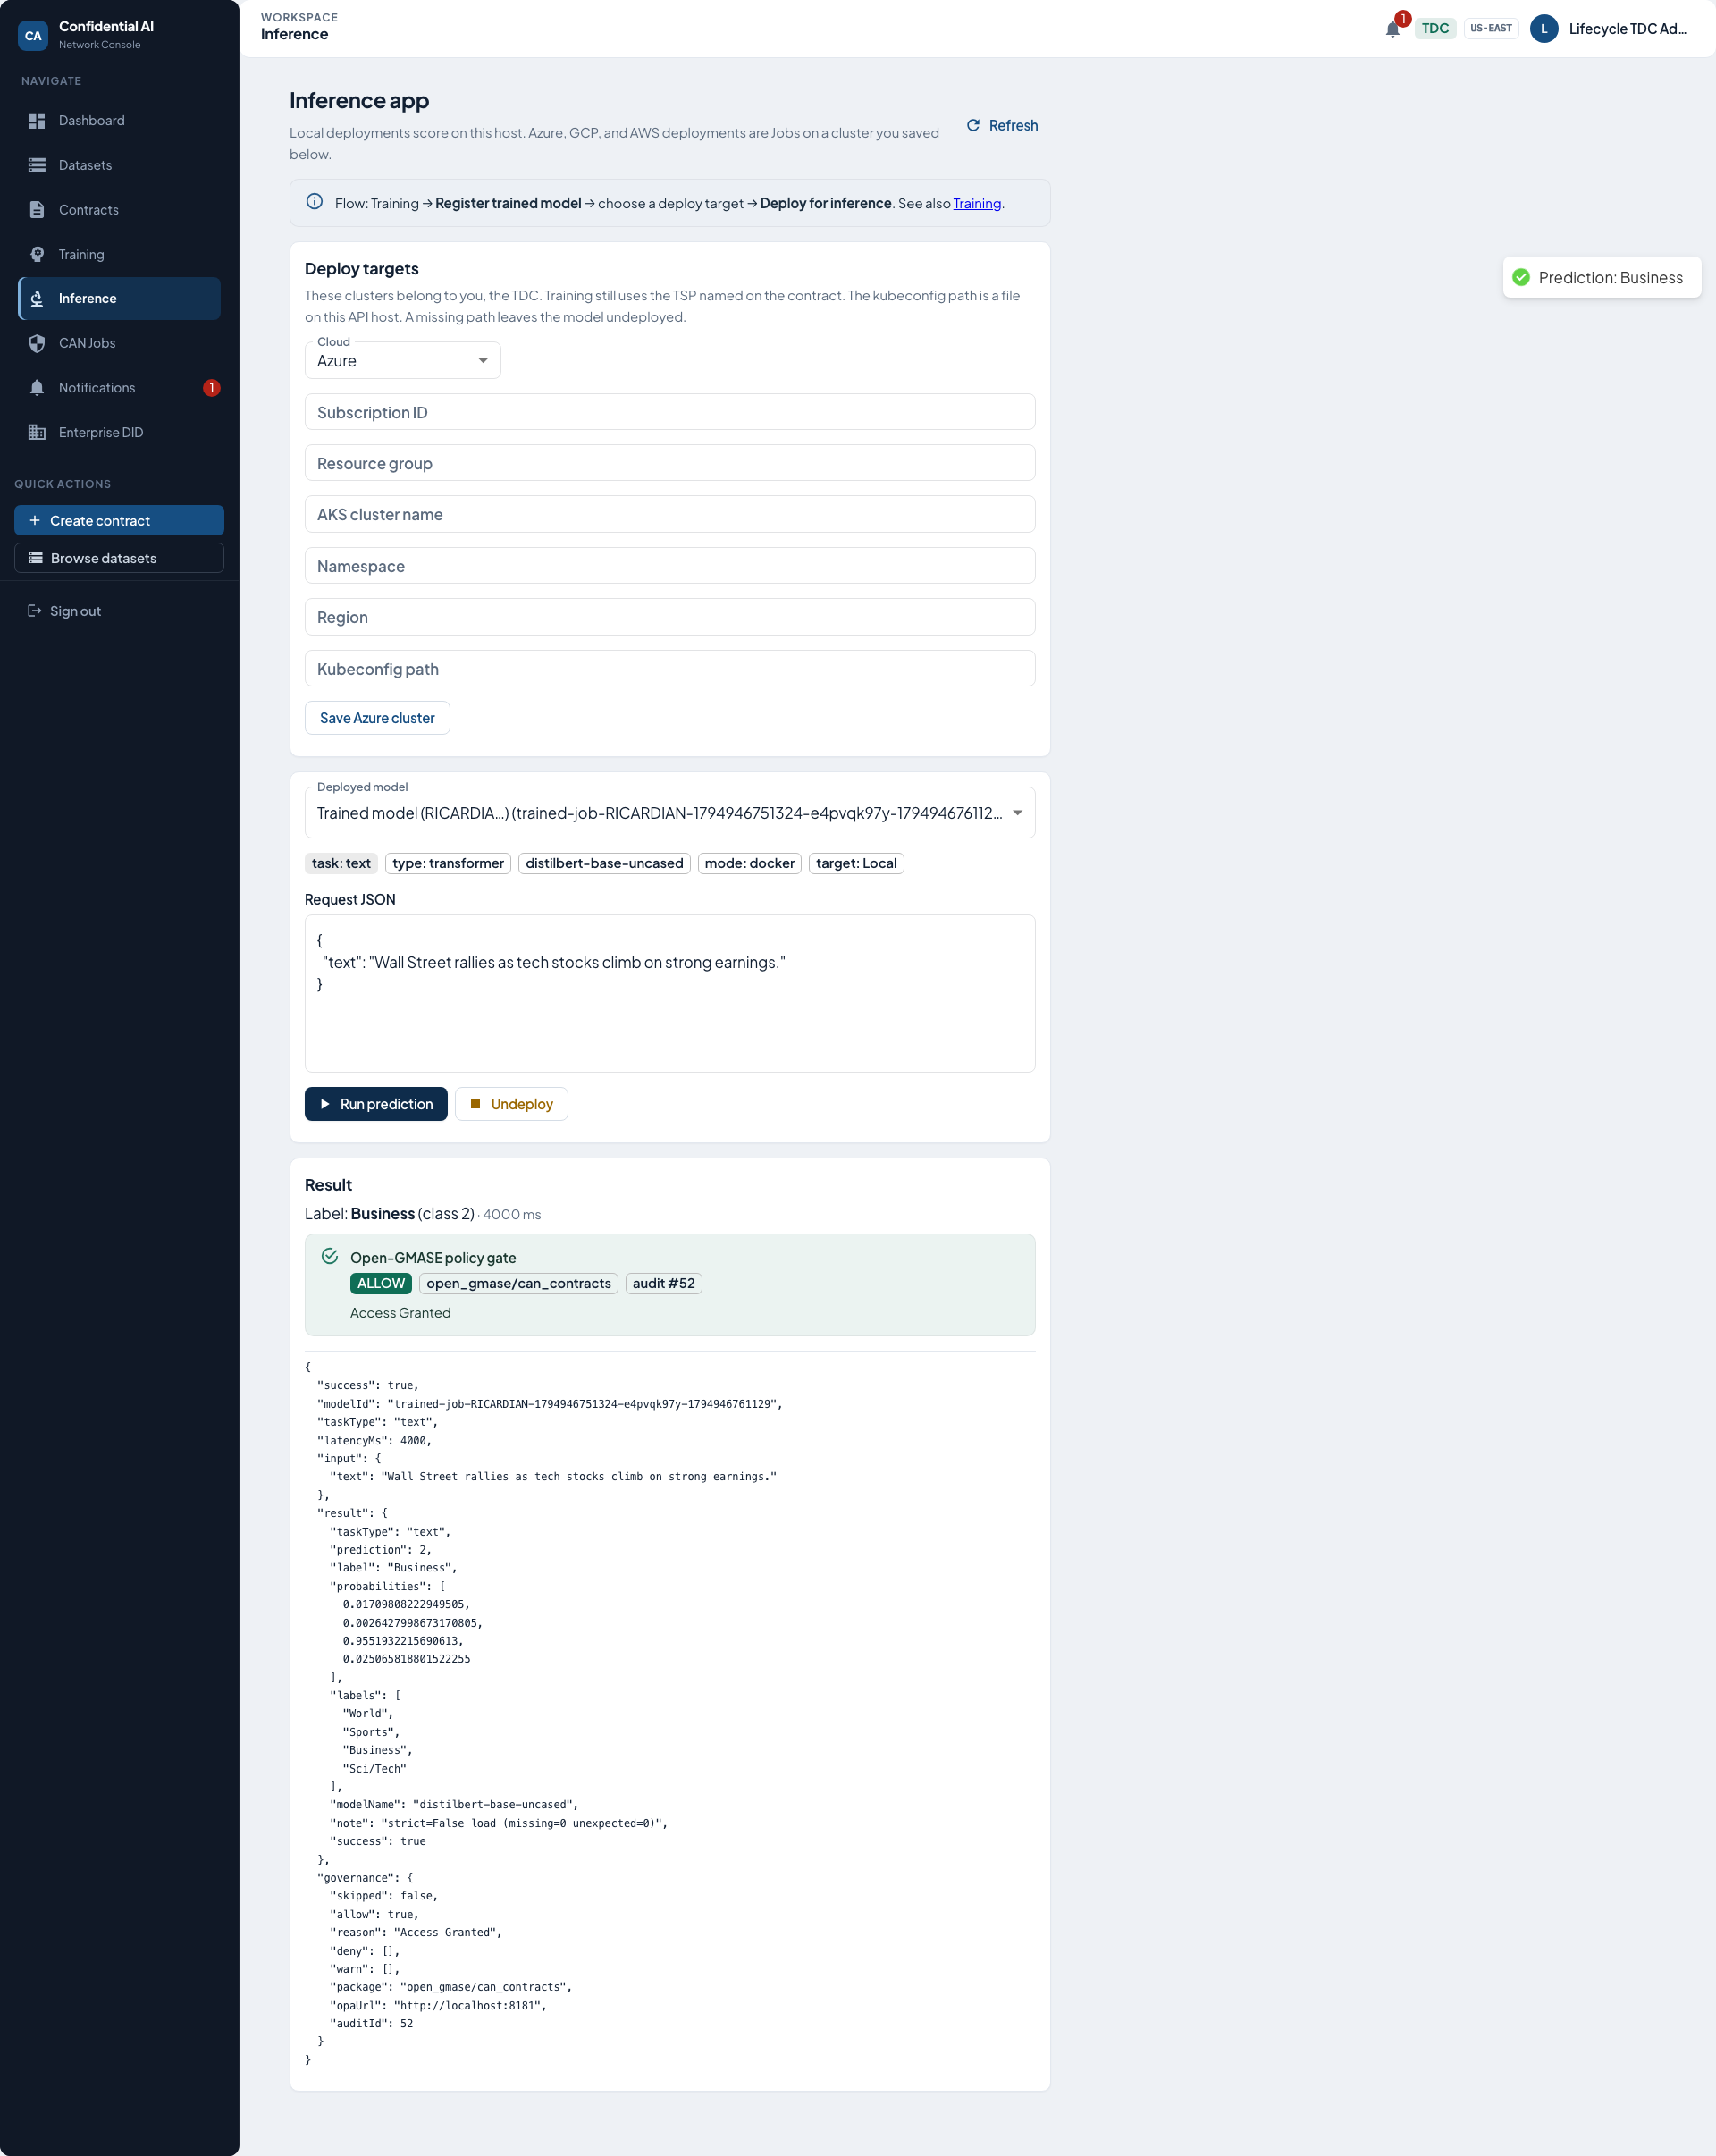 CA
Confidential AI
Network Console
NAVIGATE
Dashboard
Datasets
Contracts
Training
Inference
CAN Jobs
Notifications
1
Enterprise DID
QUICK ACTIONS
+ Create contract
Browse datasets
Sign out
WORKSPACE
Inference
1
TDC
US-EAST
L
Lifecycle TDC Ad...
Inference app
Local deployments score on this host. Azure, GCP, and AWS deployments are Jobs on a cluster you saved
below.
Refresh
Flow: Training → Register trained model → choose a deploy target → Deploy for inference. See also Training.
Prediction: Business
Deploy targets
These clusters belong to you, the TDC. Training still uses the TSP named on the contract. The kubeconfig path is a file
on this API host. A missing path leaves the model undeployed.
Cloud
Azure
Subscription ID
Resource group
AKS cluster name
Namespace
Region
Kubeconfig path
Save Azure cluster
Deployed model
Trained model (RICARDIA...) (trained-job-RICARDIAN-1794946751324-e4pvqk97y-179494676112...
task: text
type: transformer
distilbert-base-uncased
mode: docker
target: Local
Request JSON
{
"text": "Wall Street rallies as tech stocks climb on strong earnings."
}
Run prediction
Undeploy
Result
Label: Business (class 2) · 4000 ms
Open-GMASE policy gate
ALLOW
open_gmase/can_contracts
audit #52
Access Granted
{
"success": true,
"modelId": "trained-job-RICARDIAN-1794946751324-e4pvqk97y-1794946761129",
"taskType": "text",
"latencyMs": 4000,
"input": {
"text": "Wall Street rallies as tech stocks climb on strong earnings."
},
"result": {
"taskType": "text",
"prediction": 2,
"label": "Business",
"probabilities": [
0.01709808222949505,
0.0026427998673170805,
0.9551932215690613,
0.025065818801522255
],
"labels": [
"World",
"Sports",
"Business",
"Sci/Tech"
],
"modelName": "distilbert-base-uncased",
"note": "strict=False load (missing=0 unexpected=0)",
"success": true
},
"governance": {
"skipped": false,
"allow": true,
"reason": "Access Granted",
"deny": [],
"warn": [],
"package": "open_gmase/can_contracts",
"opaUrl": "http://localhost:8181",
"auditId": 52
}
}